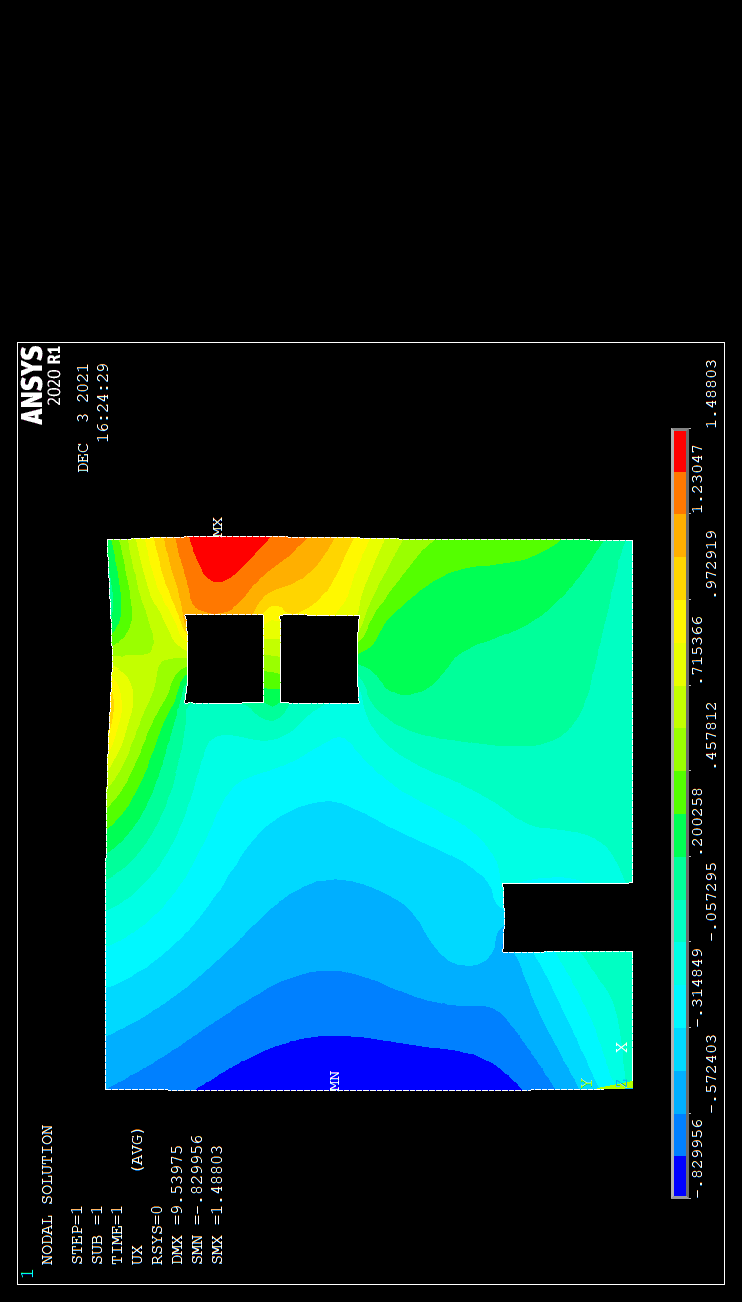 1
NODAL SOLUTION
STEP=1
SUB =1
TIME=1
UX (AVG)
RSYS=0
DMX =9.53975
SMN =-.829956
SMX =1.48803
ANSYS
2020 R1
DEC 3 2021
16:24:29
MX
MN
Y
Z X
-.829956
-.572403
-.314849
-.057295
.200258
.457812
.715366
.972919
1.23047
1.48803